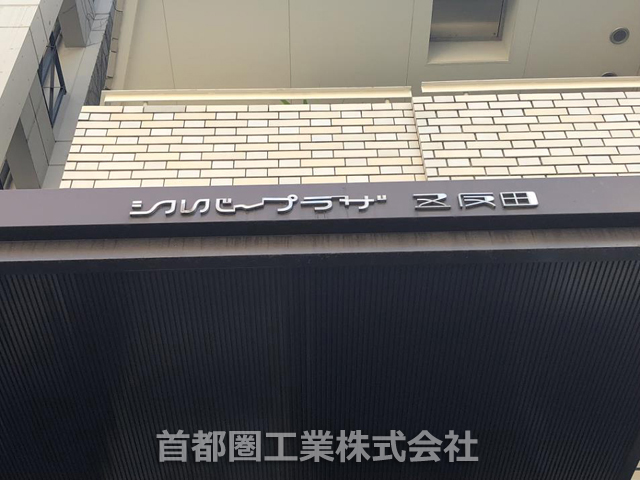 シルバープラザ 五反田
首都圏工業株式会社